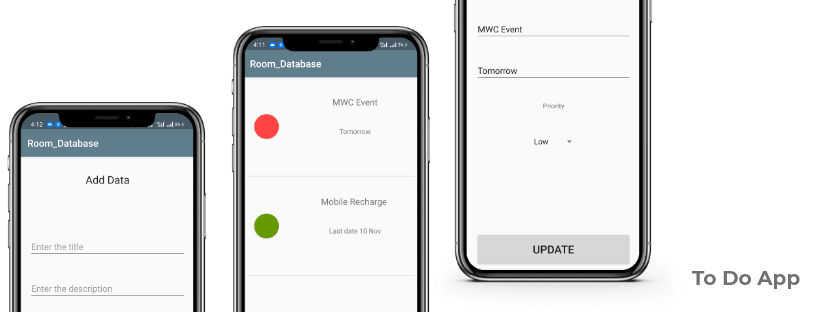 4:12
Room_Database
Add Data
Enter the title
Enter the description
4:11
Room_Database
MWC Event
Tomorrow
Mobile Recharge
Last date 10 Nov
MWC Event
Tomorrow
Priority
Low
UPDATE
To Do App